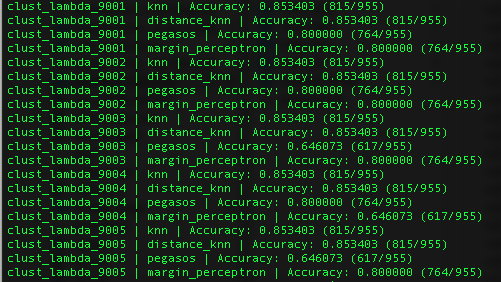 clust_lambda_9001 | knn | Accuracy: 0.853403 (815/955)
clust_lambda_9001 | distance_knn | Accuracy: 0.853403 (815/955)
clust_lambda_9001 | pegasos | Accuracy: 0.800000 (764/955)
clust_lambda_9001 | margin_perceptron | Accuracy: 0.800000 (764/955)
clust_lambda_9002 | knn | Accuracy: 0.853403 (815/955)
clust_lambda_9002 | distance_knn | Accuracy: 0.853403 (815/955)
clust_lambda_9002 | pegasos | Accuracy: 0.800000 (764/955)
clust_lambda_9002 | margin_perceptron | Accuracy: 0.800000 (764/955)
clust_lambda_9003 | knn | Accuracy: 0.853403 (815/955)
clust_lambda_9003 | distance_knn | Accuracy: 0.853403 (815/955)
clust_lambda_9003 | pegasos | Accuracy: 0.646073 (617/955)
clust_lambda_9003 | margin_perceptron | Accuracy: 0.800000 (764/955)
clust_lambda_9004 | knn | Accuracy: 0.853403 (815/955)
clust_lambda_9004 | distance_knn | Accuracy: 0.853403 (815/955)
clust_lambda_9004 | pegasos | Accuracy: 0.800000 (764/955)
clust_lambda_9004 | margin_perceptron | Accuracy: 0.646073 (617/955)
clust_lambda_9005 | knn | Accuracy: 0.853403 (815/955)
clust_lambda_9005 | distance_knn | Accuracy: 0.853403 (815/955)
clust_lambda_9005 | pegasos | Accuracy: 0.646073 (617/955)
clust_lambda_9005 | margin_perceptron | Accuracy: 0.800000 (764/955)